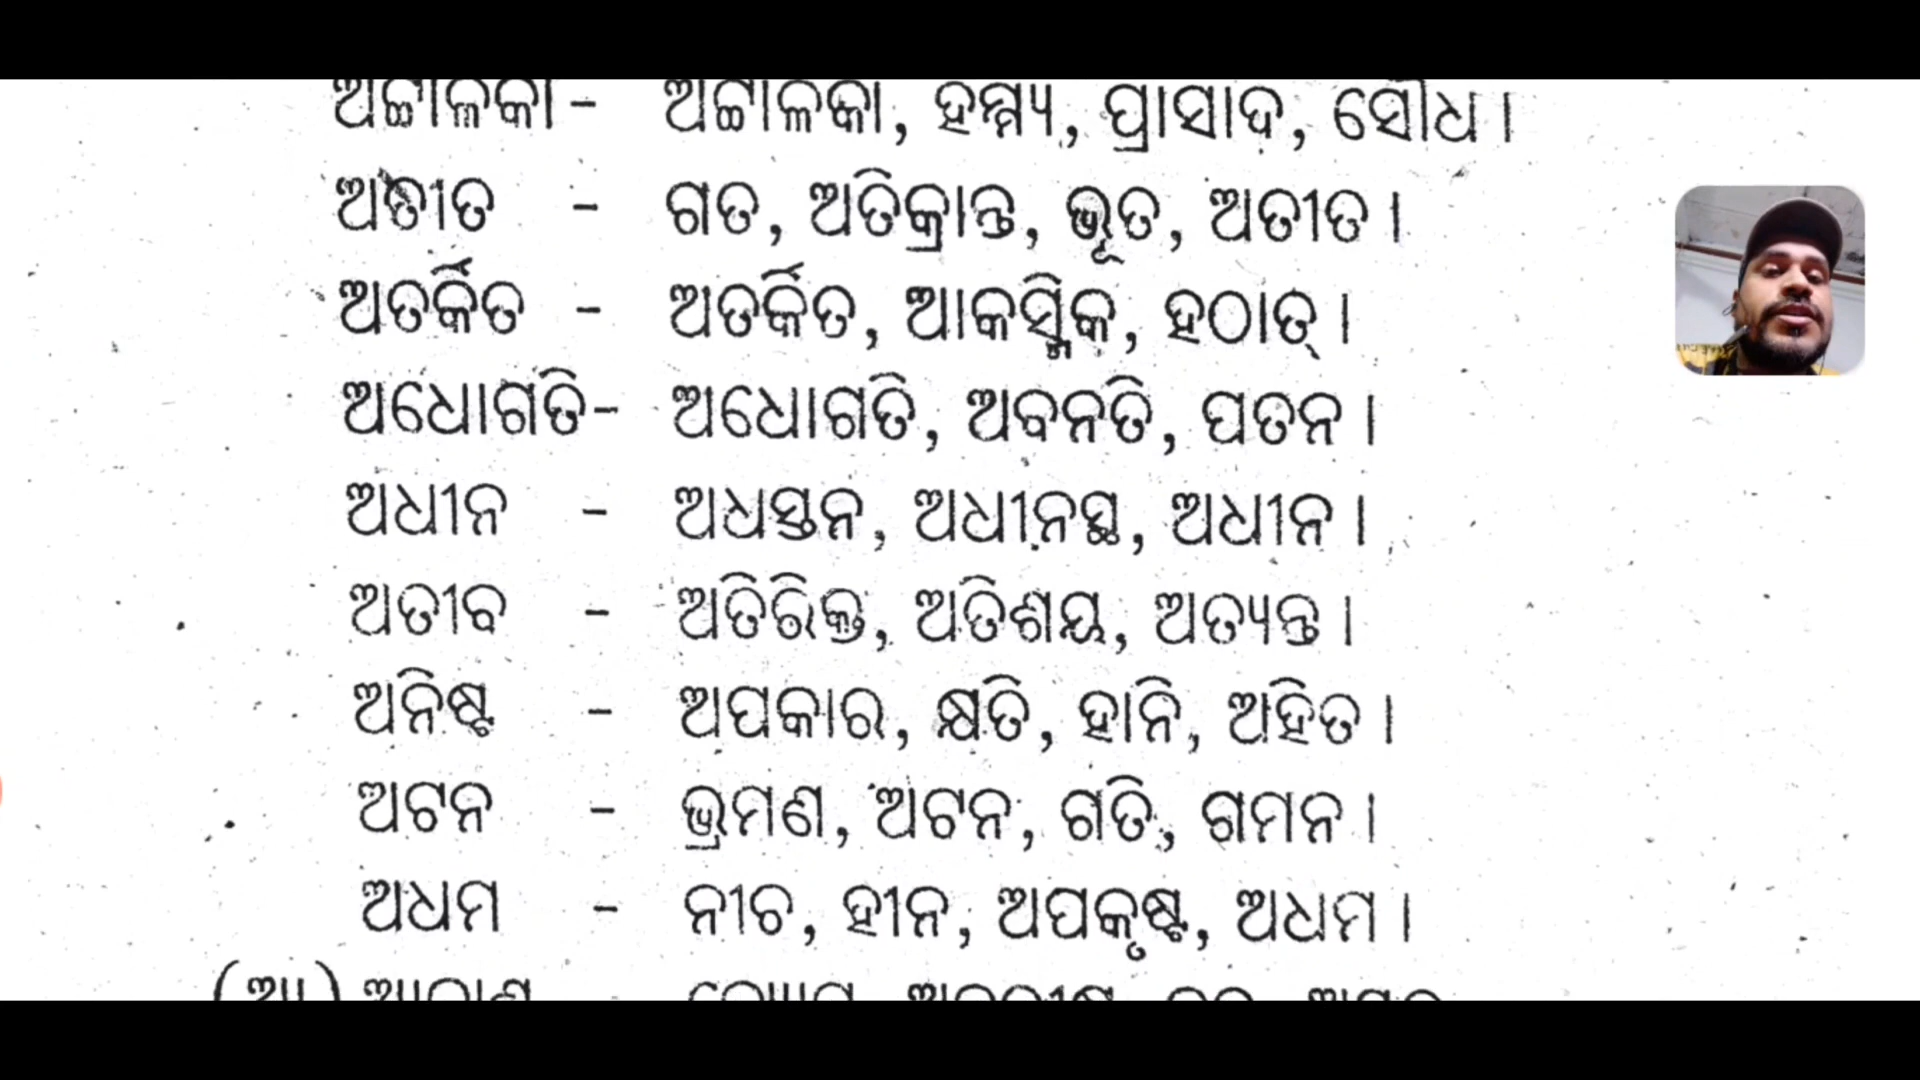 ଅଟ୍ଟାଳିକା - ଅଟ୍ଟାଳିକା, ହର୍ମ୍ୟ, ପ୍ରାସାଦ, ସୌଧ।
ଅତୀତ - ଗତ, ଅତିକ୍ରାନ୍ତ, ଭୂତ, ଅତୀତ।
ଅତର୍କିତ - ଅତର୍କିତ, ଆକସ୍ମିକ, ହଠାତ୍।
ଅଧୋଗତି- ଅଧୋଗତି, ଅବନତି, ପତନ।
ଅଧୀନ - ଅଧସ୍ତନ, ଅଧୀନସ୍ଥ, ଅଧୀନ।
ଅତୀବ - ଅତିରିକ୍ତ, ଅତିଶୟ, ଅତ୍ୟନ୍ତ।
ଅନିଷ୍ଟ - ଅପକାର, କ୍ଷତି, ହାନି, ଅହିତ।
ଅଟନ - ଭ୍ରମଣ, ଅଟନ, ଗତି, ଗମନ।
ଅଧମ - ନୀଚ, ହୀନ, ଅପକୃଷ୍ଟ, ଅଧମ।
(ଆ)